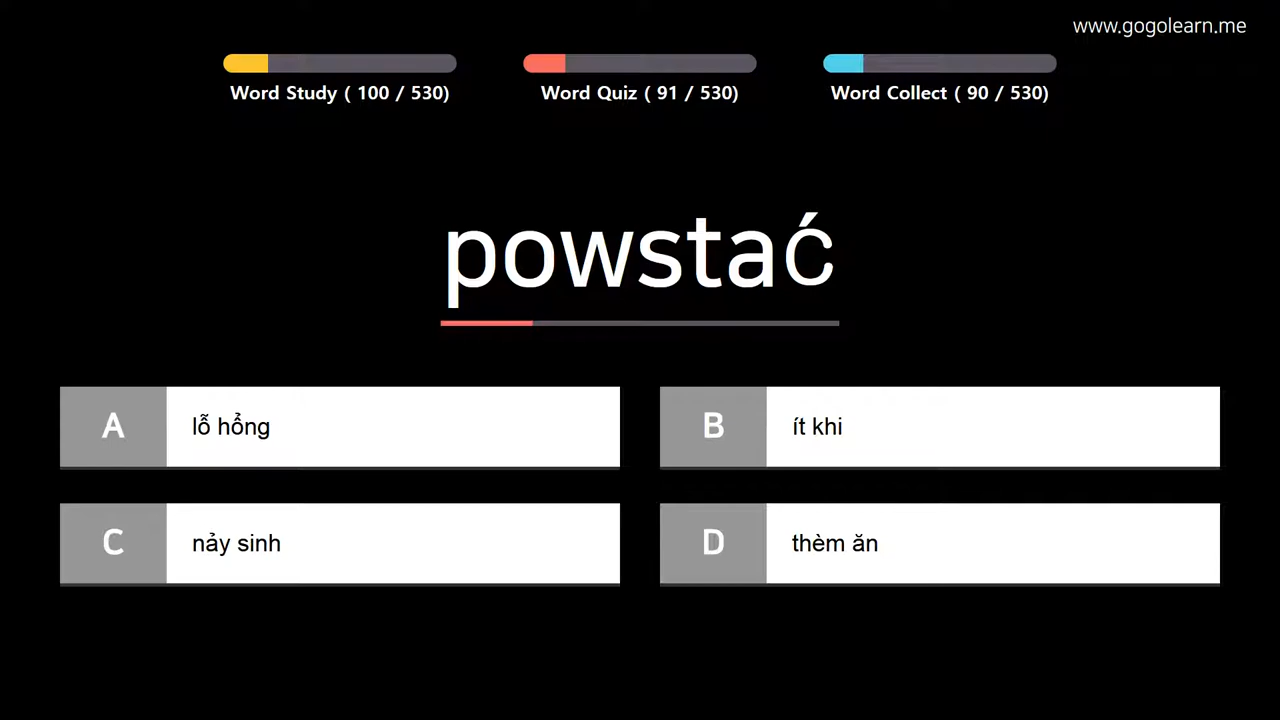 www.gogolearn.me
Word Study ( 100 / 530)
Word Quiz ( 91 / 530)
Word Collect ( 90 / 530)
powstać
A
lỗ hổng
B
ít khi
C
nảy sinh
D
thèm ăn